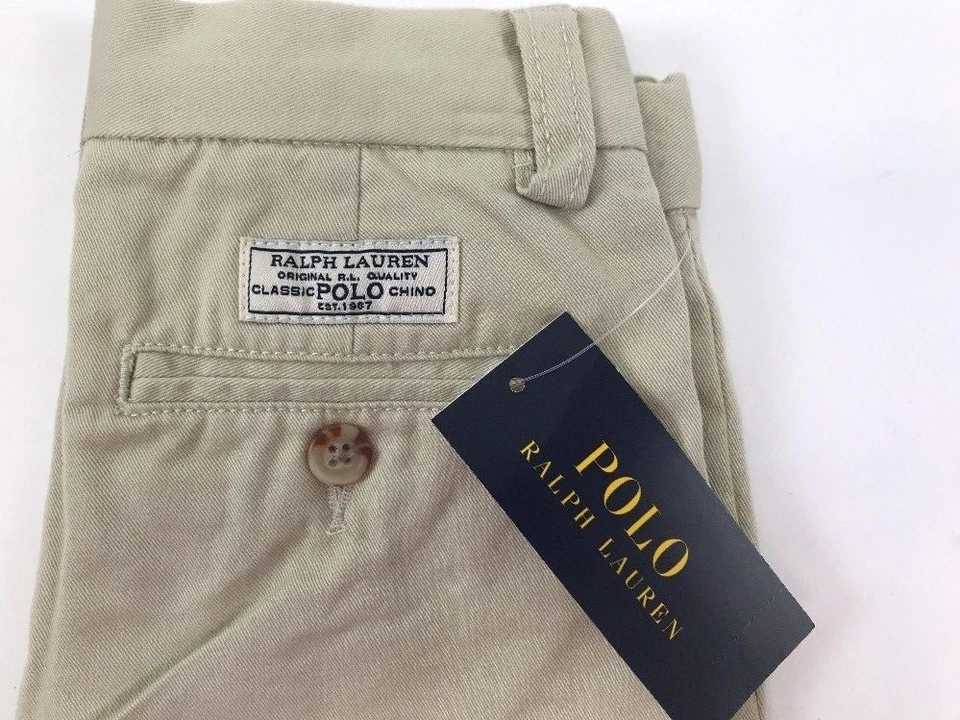 RALPH LAUREN
ORIGINAL R.L. QUALITY
CLASSIC POLO CHINO
EST. 1967
POLO
RALPH LAUREN